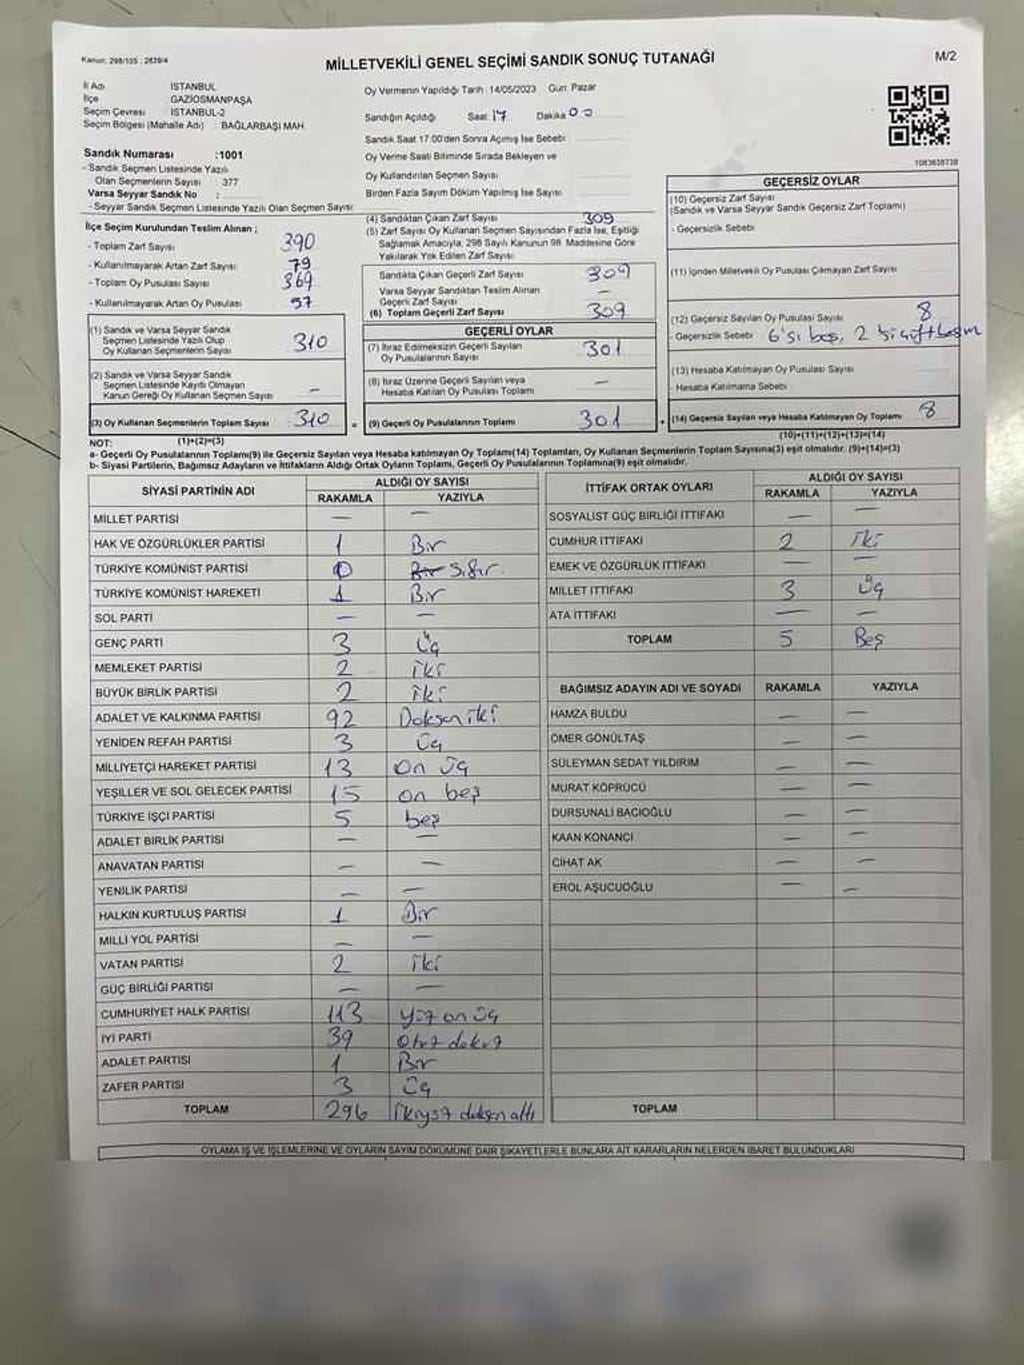 Kanun: 298/105 ; 2839/4
MİLLETVEKİLİ GENEL SEÇİMİ SANDIK SONUÇ TUTANAĞI
M/2
İl Adı İSTANBUL
İlçe GAZİOSMANPAŞA
Seçim Çevresi İSTANBUL-2
Seçim Bölgesi (Mahalle Adı) : BAĞLARBAŞI MAH.
Oy Vermenin Yapıldığı Tarih : 14/05/2023 Gün: Pazar
Sandığın Açıldığı Saat: 17 Dakika 00
Sandık Saat 17:00'den Sonra Açımış İse Sebebi
Oy Verme Saati Bitiminde Sırada Bekleyen ve
Oy Kullandırılan Seçmen Sayısı
Birden Fazla Sayım Döküm Yapılmış İse Sayısı
1083638739
Sandık Numarası :1001
- Sandık Seçmen Listesinde Yazılı
Olan Seçmenlerin Sayısı : 377
Varsa Seyyar Sandık No :
- Seyyar Sandık Seçmen Listesinde Yazılı Olan Seçmen Sayısı
İlçe Seçim Kurulundan Teslim Alınan ;
- Toplam Zarf Sayısı 390
- Kullanılmayarak Artan Zarf Sayısı 79
- Toplam Oy Pusulası Sayısı 369
- Kullanılmayarak Artan Oy Pusulası 57
(1) Sandık ve Varsa Seyyar Sandık
Seçmen Listesinde Yazılı Olup
Oy Kullanan Seçmenlerin Sayısı 310
(2) Sandık ve Varsa Seyyar Sandık
Seçmen Listesinde Kayıtlı Olmayan
Kanun Gereği Oy Kullanan Seçmen Sayısı –
(3) Oy Kullanan Seçmenlerin Toplam Sayısı 310 =
(4) Sandıktan Çıkan Zarf Sayısı 309
(5) Zarf Sayısı Oy Kullanan Seçmen Sayısından Fazla İse, Eşitliği
Sağlamak Amacıyla, 298 Sayılı Kanunun 98. Maddesine Göre
Yakılarak Yok Edilen Zarf Sayısı
Sandıkta Çıkan Geçerli Zarf Sayısı 309
Varsa Seyyar Sandıktan Teslim Alınan
Geçerli Zarf Sayısı –
(6) Toplam Geçerli Zarf Sayısı 309
GEÇERLİ OYLAR
(7) İtiraz Edilmeksizin Geçerli Sayılan
Oy Pusulalarının Sayısı 301
(8) İtiraz Üzerine Geçerli Sayılan veya
Hesaba Katılan Oy Pusulası Toplamı –
(9) Geçerli Oy Pusulalarının Toplamı 301 +
GEÇERSİZ OYLAR
(10) Geçersiz Zarf Sayısı
(Sandık ve Varsa Seyyar Sandık Geçersiz Zarf Toplamı)
- Geçersizlik Sebebi
(11) İçinden Milletvekili Oy Pusulası Çıkmayan Zarf Sayısı
(12) Geçersiz Sayılan Oy Pusulası Sayısı 8
- Geçersizlik Sebebi 6'sı boş, 2'si çift basım
(13) Hesaba Katılmayan Oy Pusulası Sayısı
- Hesaba Katılmama Sebebi
(14) Geçersiz Sayılan veya Hesaba Katılmayan Oy Toplamı 8
NOT: (1)+(2)=(3) (10)+(11)+(12)+(13)=(14)
a- Geçerli Oy Pusulalarının Toplamı(9) ile Geçersiz Sayılan veya Hesaba katılmayan Oy Toplam(14) Toplamları, Oy Kullanan Seçmenlerin Toplam Sayısına(3) eşit olmalıdır. (9)+(14)=(3)
b- Siyasi Partilerin, Bağımsız Adayların ve İttifakların Aldığı Ortak Oyların Toplamı, Geçerli Oy Pusulalarının Toplamına(9) eşit olmalıdır.
SİYASİ PARTİNİN ADI ALDIĞI OY SAYISI
RAKAMLA YAZIYLA
MİLLET PARTİSİ – –
HAK VE ÖZGÜRLÜKLER PARTİSİ 1 Bir
TÜRKİYE KOMÜNİST PARTİSİ 0 Bir Sıfır.
TÜRKİYE KOMÜNİST HAREKETİ 1 Bir
SOL PARTİ – –
GENÇ PARTİ 3 Üç
MEMLEKET PARTİSİ 2 iki
BÜYÜK BİRLİK PARTİSİ 2 iki
ADALET VE KALKINMA PARTİSİ 92 Doksan iki
YENİDEN REFAH PARTİSİ 3 Üç
MİLLİYETÇİ HAREKET PARTİSİ 13 On üç
YEŞİLLER VE SOL GELECEK PARTİSİ 15 on beş
TÜRKİYE İŞÇİ PARTİSİ 5 beş
ADALET BİRLİK PARTİSİ – –
ANAVATAN PARTİSİ – –
YENİLİK PARTİSİ – –
HALKIN KURTULUŞ PARTİSİ 1 Bir
MİLLİ YOL PARTİSİ – –
VATAN PARTİSİ 2 iki
GÜÇ BİRLİĞİ PARTİSİ – –
CUMHURİYET HALK PARTİSİ 113 yüz on üç
İYİ PARTİ 39 Otuz dokuz
ADALET PARTİSİ 1 Bir
ZAFER PARTİSİ 3 Üç
TOPLAM 296 ikiyüz doksan altı
İTTİFAK ORTAK OYLARI ALDIĞI OY SAYISI
RAKAMLA YAZIYLA
SOSYALİST GÜÇ BİRLİĞİ İTTİFAKI – –
CUMHUR İTTİFAKI 2 iki
EMEK VE ÖZGÜRLÜK İTTİFAKI – –
MİLLET İTTİFAKI 3 Üç
ATA İTTİFAKI – –
TOPLAM 5 Beş
BAĞIMSIZ ADAYIN ADI VE SOYADI RAKAMLA YAZIYLA
HAMZA BULDU – –
ÖMER GÖNÜLTAŞ – –
SÜLEYMAN SEDAT YILDIRIM – –
MURAT KÖPRÜCÜ – –
DURSUNALİ BACIOĞLU – –
KAAN KONANCI – –
CİHAT AK – –
EROL AŞUCUOĞLU – –
TOPLAM
OYLAMA İŞ VE İŞLEMLERİNE VE OYLARIN SAYIM DÖKÜMÜNE DAİR ŞİKAYETLERLE BUNLARA AİT KARARLARIN NELERDEN İBARET BULUNDUKLARI